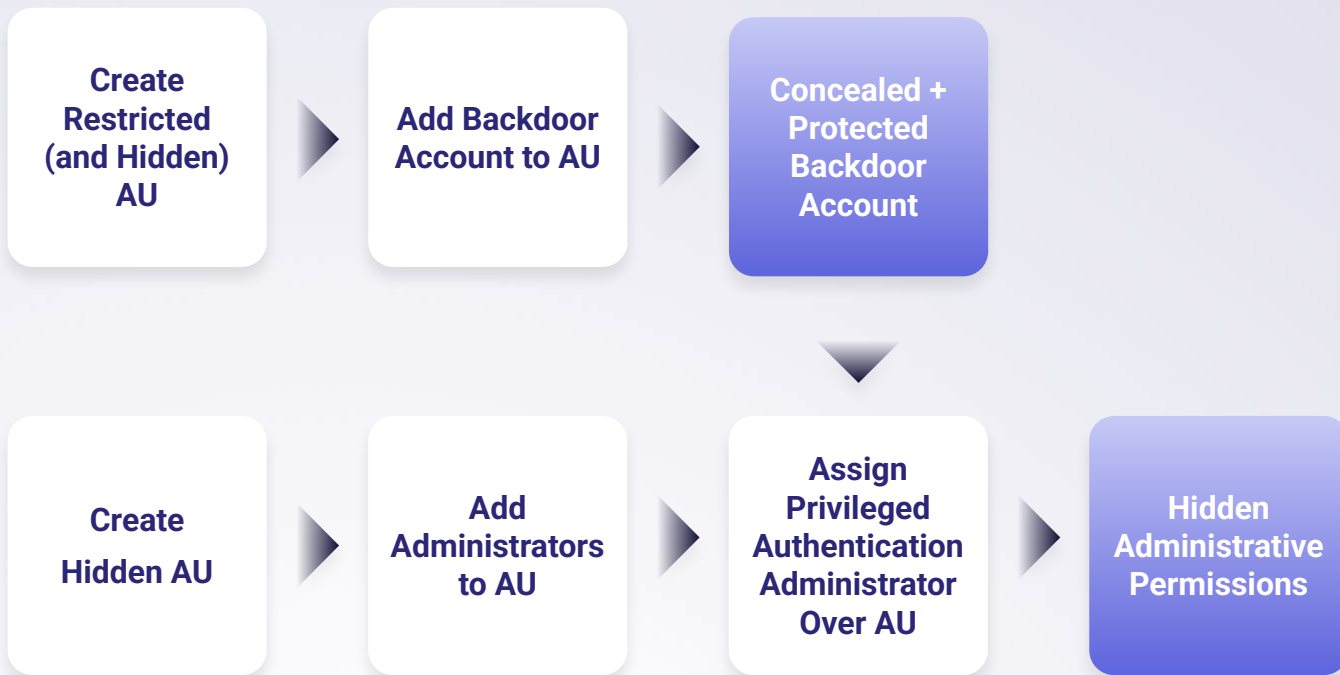 Create
Restricted
(and Hidden)
AU
Add Backdoor
Account to AU
Concealed +
Protected
Backdoor
Account
Create
Hidden AU
Add
Administrators
to AU
Assign
Privileged
Authentication
Administrator
Over AU
Hidden
Administrative
Permissions